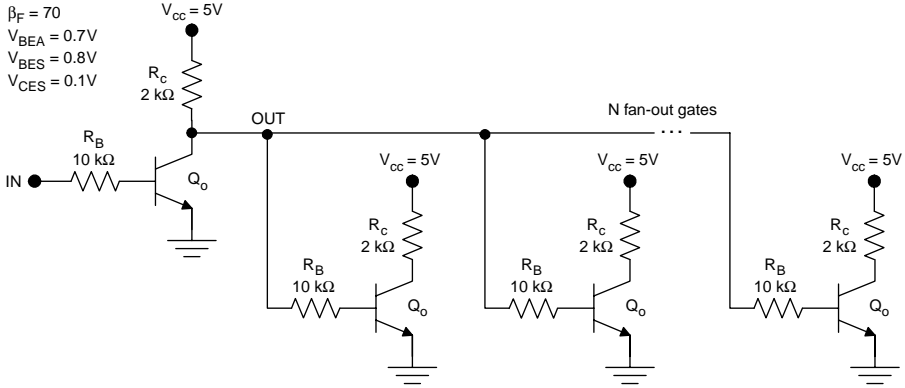 β_F = 70
V_BEA = 0.7V
V_BES = 0.8V
V_CES = 0.1V
V_cc = 5V
R_c
2 kΩ
OUT
N fan-out gates
...
R_B
10 kΩ
IN
Q_o
V_cc = 5V
R_c
2 kΩ
R_B
10 kΩ
Q_o
V_cc = 5V
R_c
2 kΩ
R_B
10 kΩ
Q_o
V_cc = 5V
R_c
2 kΩ
R_B
10 kΩ
Q_o